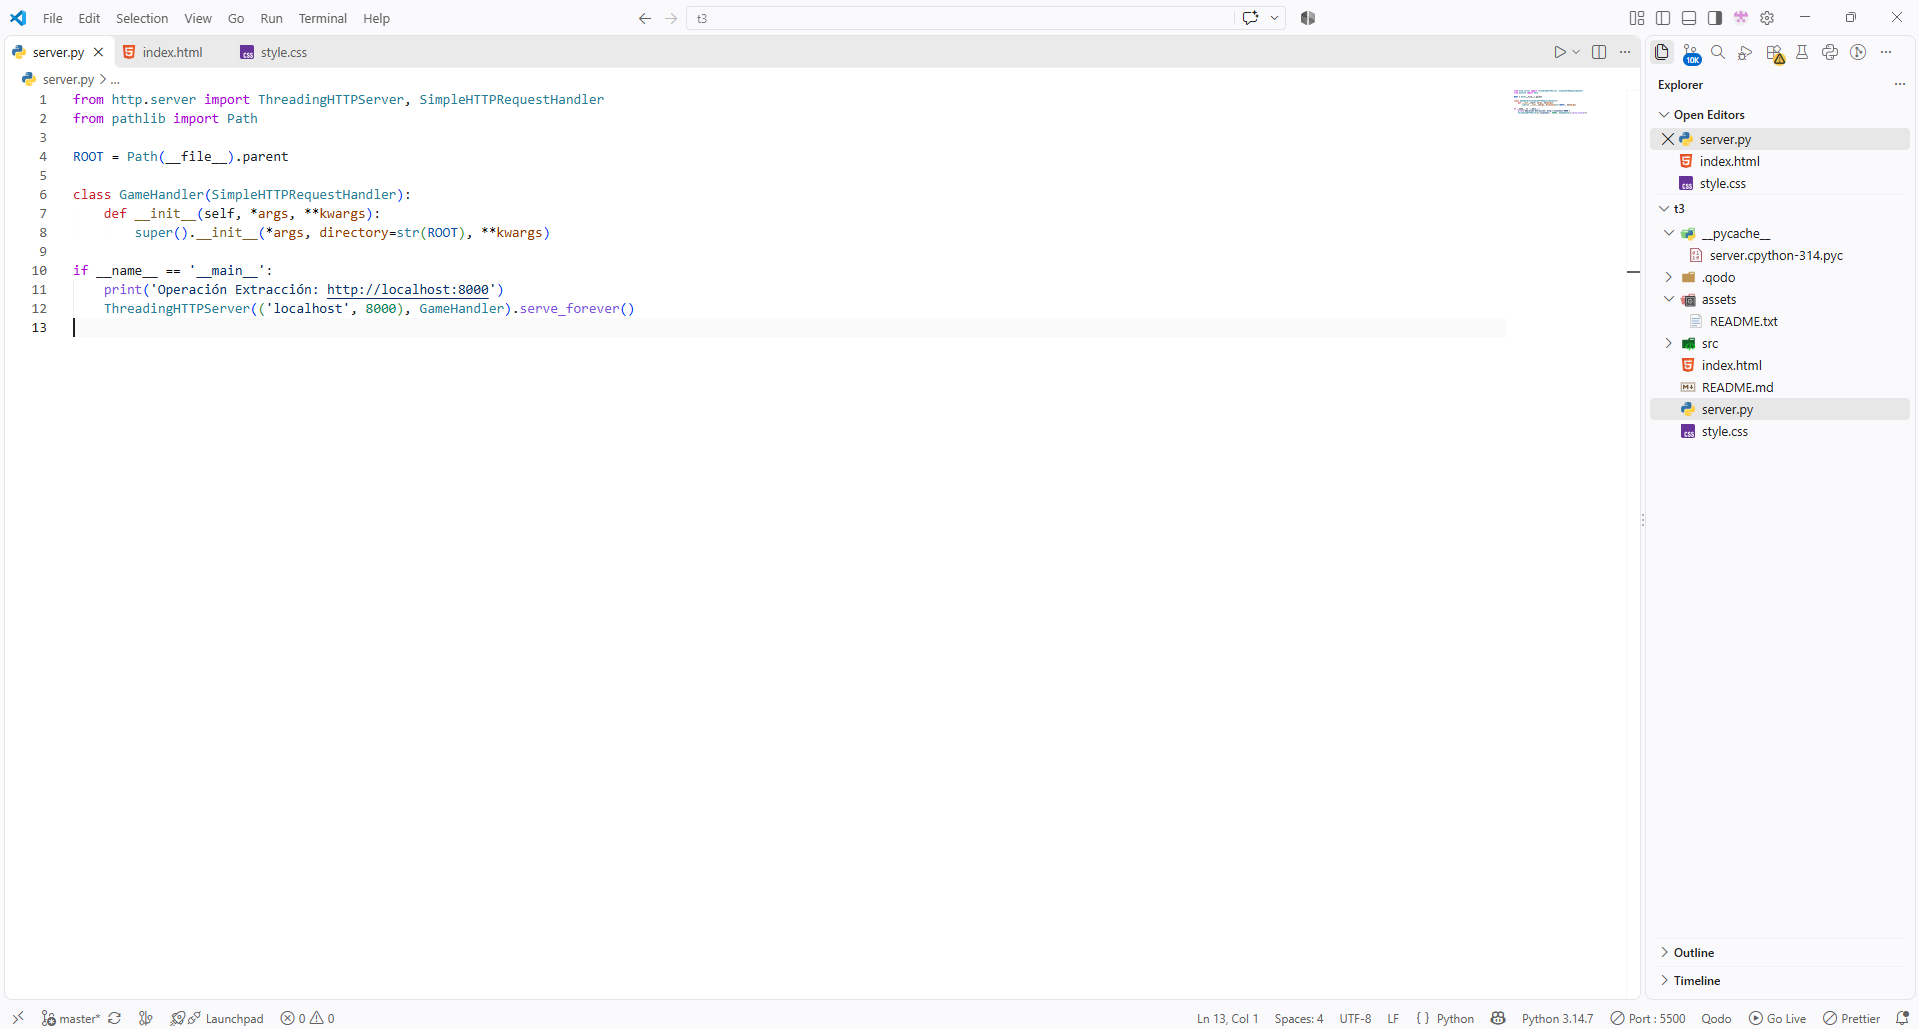 File Edit Selection View Go Run Terminal Help
t3
server.py index.html style.css
server.py > ...
1 from http.server import ThreadingHTTPServer, SimpleHTTPRequestHandler
2 from pathlib import Path
3
4 ROOT = Path(__file__).parent
5
6 class GameHandler(SimpleHTTPRequestHandler):
7     def __init__(self, *args, **kwargs):
8         super().__init__(*args, directory=str(ROOT), **kwargs)
9
10 if __name__ == '__main__':
11     print('Operación Extracción: http://localhost:8000')
12     ThreadingHTTPServer(('localhost', 8000), GameHandler).serve_forever()
13
10K
Explorer
Open Editors
server.py
index.html
style.css
t3
__pycache__
server.cpython-314.pyc
.qodo
assets
README.txt
src
index.html
README.md
server.py
style.css
Outline
Timeline
master* Launchpad 0 0 Ln 13, Col 1 Spaces: 4 UTF-8 LF { } Python Python 3.14.7 Port : 5500 Qodo Go Live Prettier